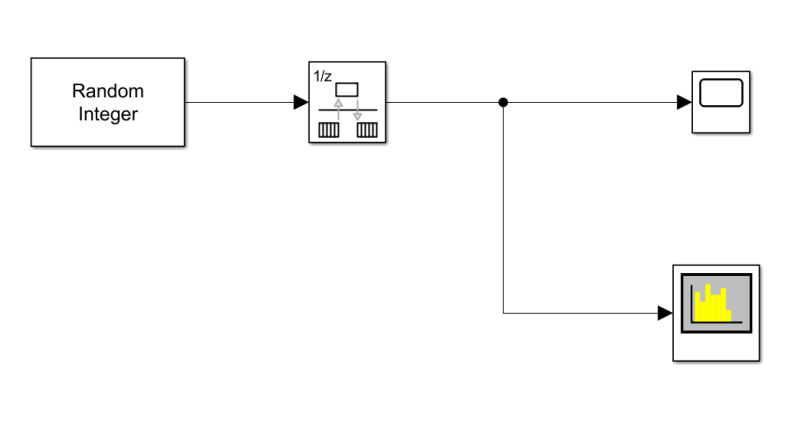 Random
Integer
1/z